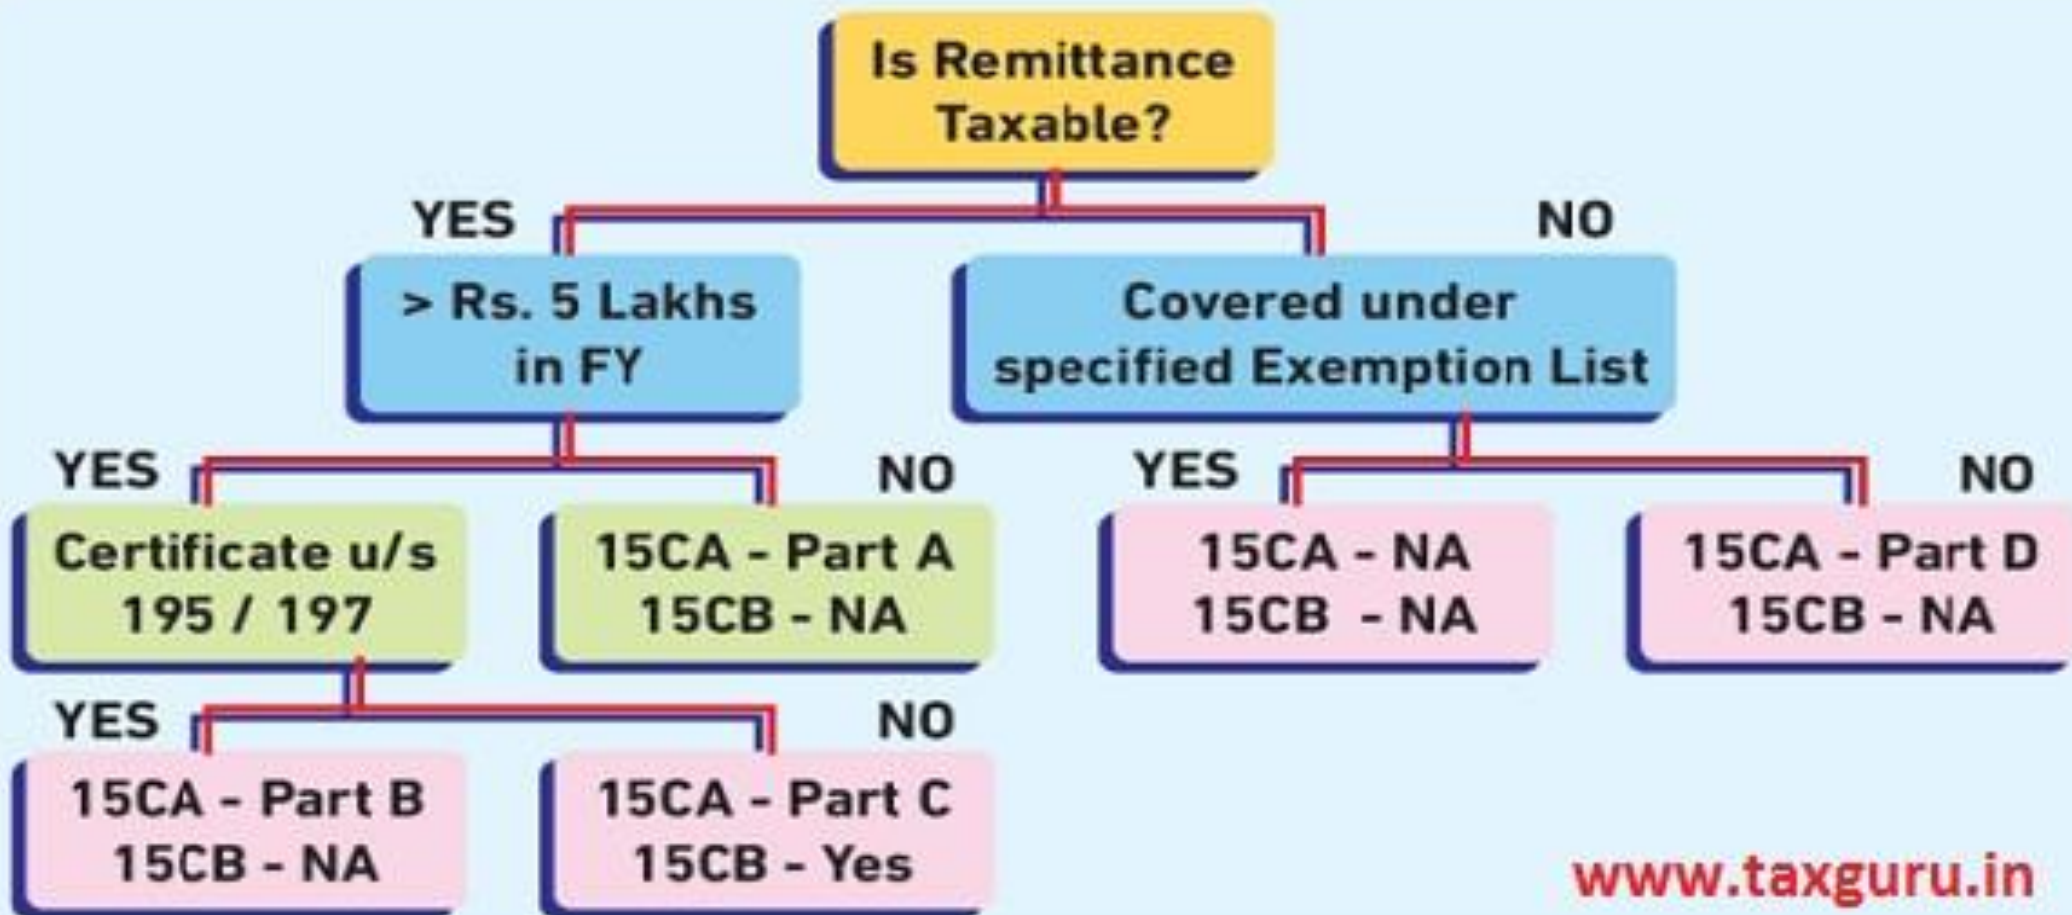 Is Remittance
Taxable?
YES
NO
> Rs. 5 Lakhs
in FY
Covered under
specified Exemption List
YES
NO
YES
NO
Certificate u/s
195 / 197
15CA - Part A
15CB - NA
15CA - NA
15CB - NA
15CA - Part D
15CB - NA
YES
NO
15CA - Part B
15CB - NA
15CA - Part C
15CB - Yes
www.taxguru.in